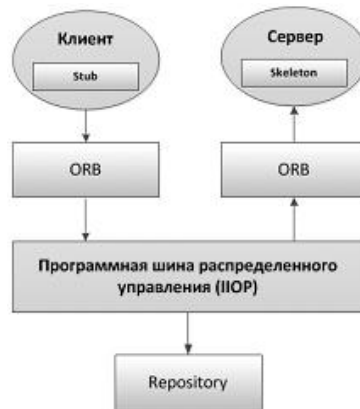 Клиент
Stub
Сервер
Skeleton
ORB
ORB
Программная шина распределенного
управления (IIOP)
Repository